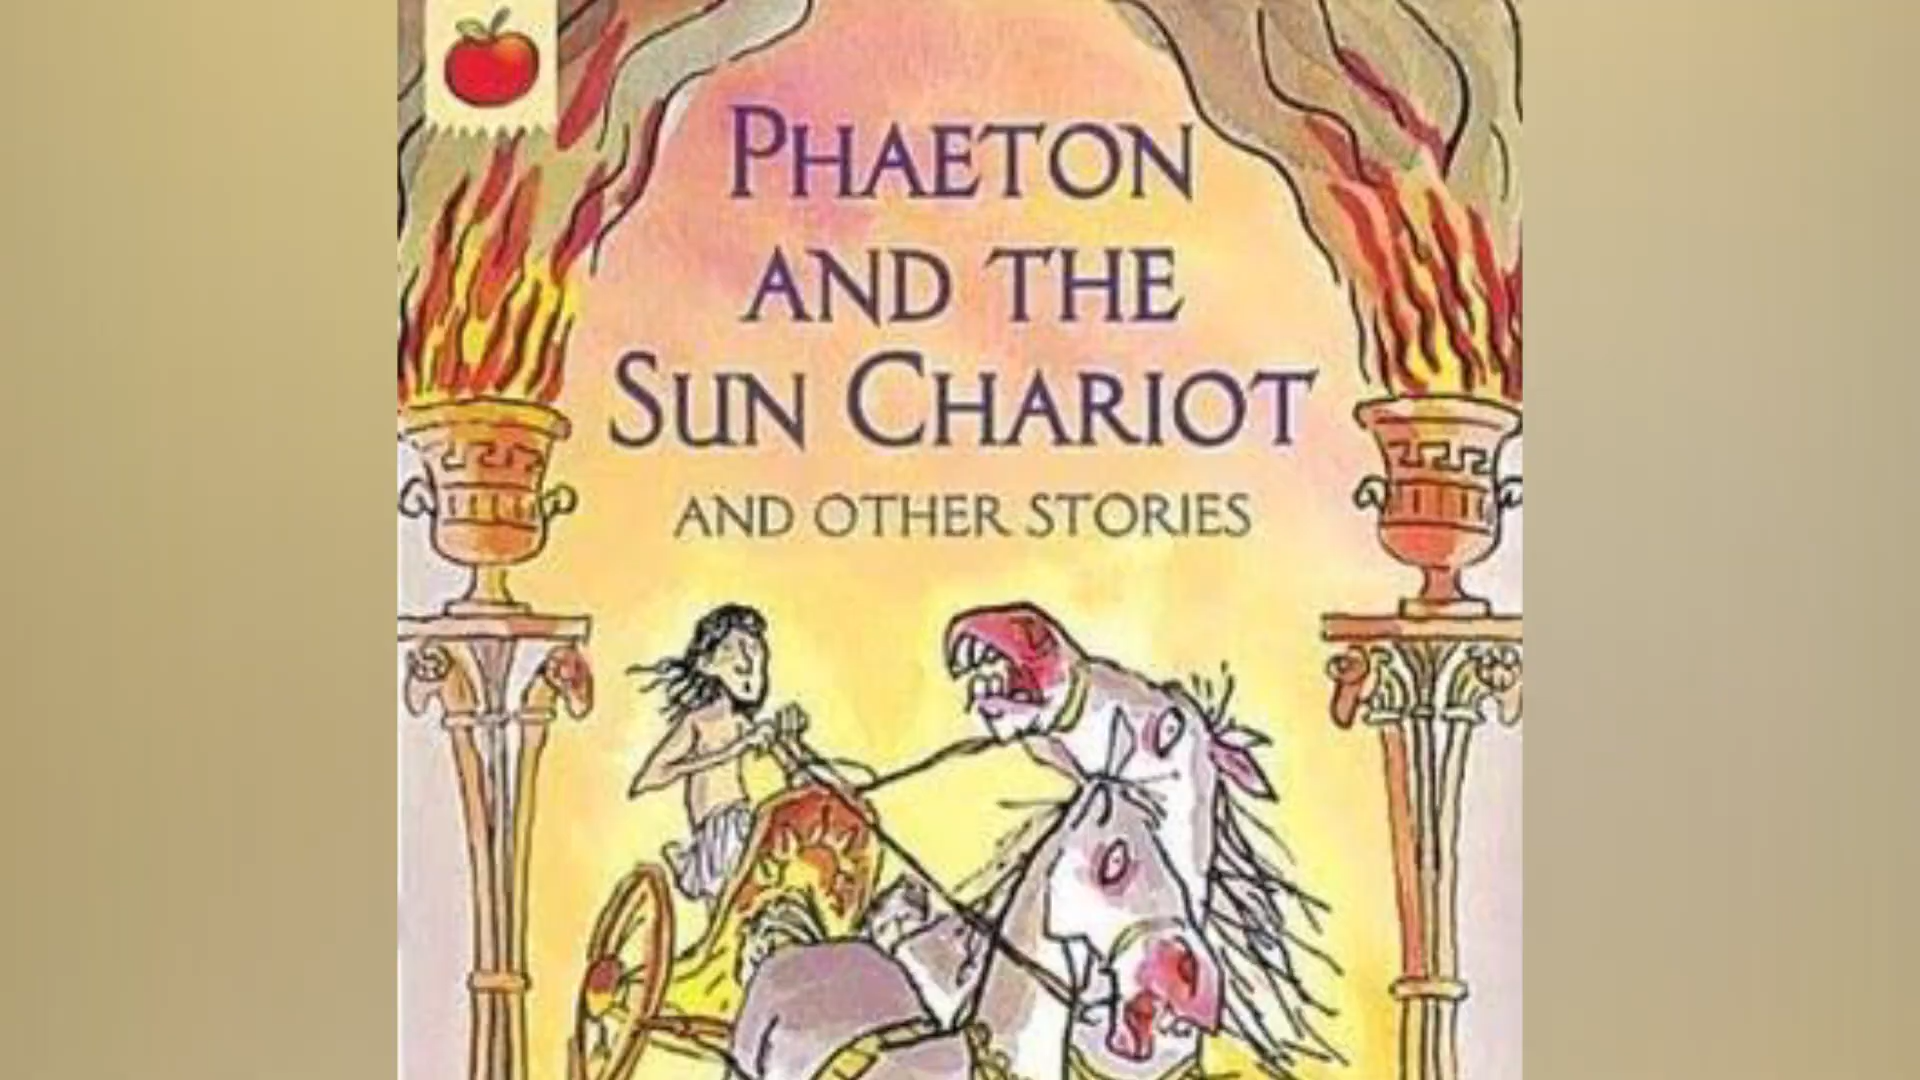 PHAETON
AND THE
SUN CHARIOT
AND OTHER STORIES